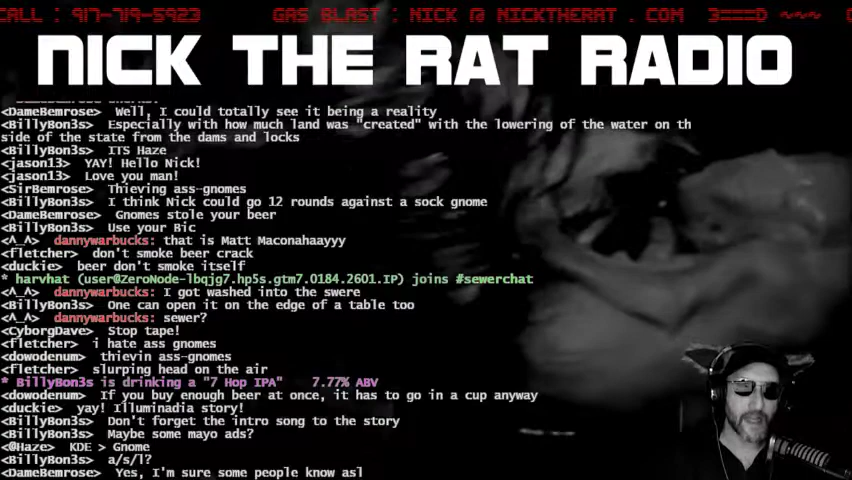 CALL : 917-719-5923 GAS BLAST : NICK @ NICKTHERAT . COM 3===D ~~~
NICK THE RAT RADIO
<DameBemrose> Well, I could totally see it being a reality
<BillyBon3s> Especially with how much land was "created" with the lowering of the water on th
side of the state from the dams and locks
<BillyBon3s> ITS Haze
<jason13> YAY! Hello Nick!
<jason13> Love you man!
<SirBemrose> Thieving ass-gnomes
<BillyBon3s> I think Nick could go 12 rounds against a sock gnome
<DameBemrose> Gnomes stole your beer
<BillyBon3s> Use your Bic
<^_^> dannywarbucks: that is Matt Maconahaayyy
<fletcher> don't smoke beer crack
<duckie> beer don't smoke itself
* harvhat (user@ZeroNode-lbqjg7.hp5s.gtm7.0184.2601.IP) joins #sewerchat
<^_^> dannywarbucks: I got washed into the swere
<BillyBon3s> One can open it on the edge of a table too
<^_^> dannywarbucks: sewer?
<CyborgDave> Stop tape!
<fletcher> i hate ass gnomes
<dowodenum> thievin ass-gnomes
<fletcher> slurping head on the air
* BillyBon3s is drinking a "7 Hop IPA" 7.77% ABV
<dowodenum> If you buy enough beer at once, it has to go in a cup anyway
<duckie> yay! Illuminadia story!
<BillyBon3s> Don't forget the intro song to the story
<BillyBon3s> Maybe some mayo ads?
<@Haze> KDE > Gnome
<BillyBon3s> a/s/l?
<DameBemrose> Yes, I'm sure some people know asl